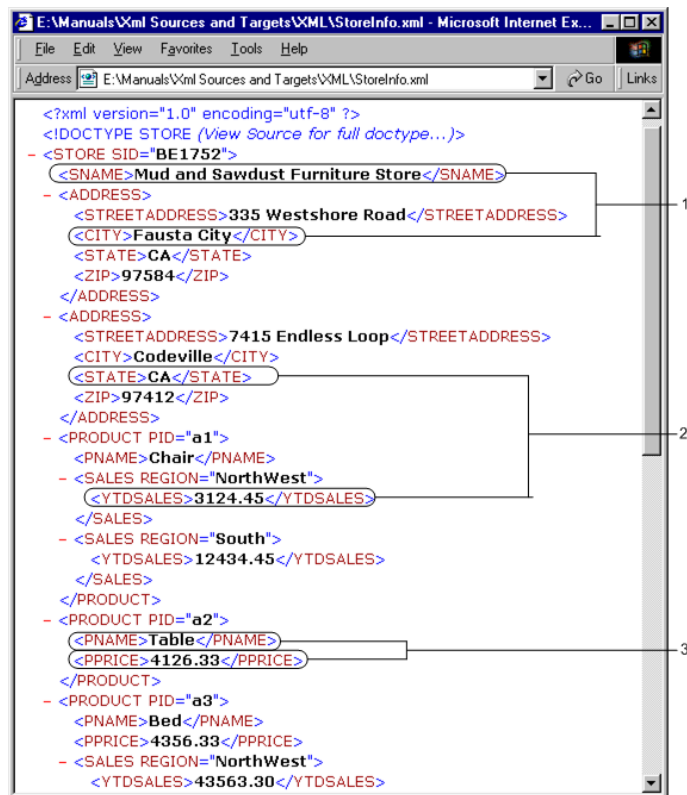 E:\Manuals\Xml Sources and Targets\XML\StoreInfo.xml - Microsoft Internet Ex...
File Edit View Favorites Tools Help
Address E:\Manuals\Xml Sources and Targets\XML\StoreInfo.xml Go Links
<?xml version="1.0" encoding="utf-8" ?>
<!DOCTYPE STORE (View Source for full doctype...)>
- <STORE SID="BE1752">
<SNAME>Mud and Sawdust Furniture Store</SNAME>
- <ADDRESS>
1
<STREETADDRESS>335 Westshore Road</STREETADDRESS>
<CITY>Fausta City</CITY>
<STATE>CA</STATE>
<ZIP>97584</ZIP>
</ADDRESS>
- <ADDRESS>
<STREETADDRESS>7415 Endless Loop</STREETADDRESS>
<CITY>Codeville</CITY>
<STATE>CA</STATE>
<ZIP>97412</ZIP>
</ADDRESS>
- <PRODUCT PID="a1">
2
<PNAME>Chair</PNAME>
- <SALES REGION="NorthWest">
<YTDSALES>3124.45</YTDSALES>
</SALES>
- <SALES REGION="South">
<YTDSALES>12434.45</YTDSALES>
</SALES>
</PRODUCT>
- <PRODUCT PID="a2">
<PNAME>Table</PNAME>
3
<PPRICE>4126.33</PPRICE>
</PRODUCT>
- <PRODUCT PID="a3">
<PNAME>Bed</PNAME>
<PPRICE>4356.33</PPRICE>
- <SALES REGION="NorthWest">
<YTDSALES>43563.30</YTDSALES>